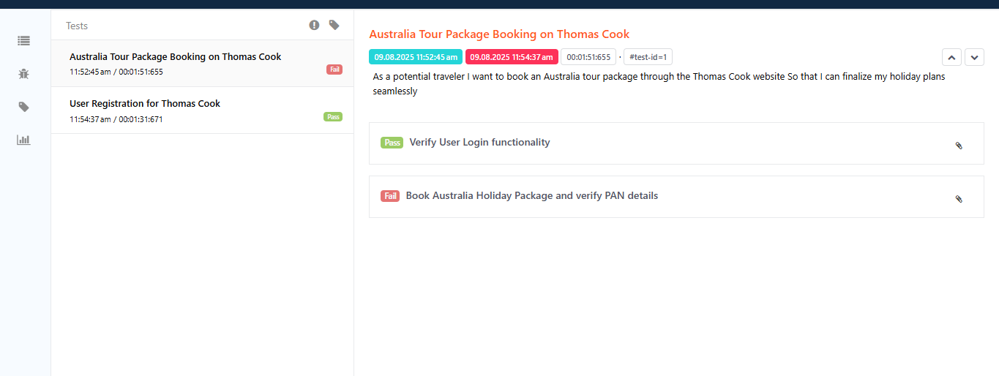 Tests
Australia Tour Package Booking on Thomas Cook
11:52:45 am / 00:01:51:655
Fail
User Registration for Thomas Cook
11:54:37 am / 00:01:31:671
Pass
Australia Tour Package Booking on Thomas Cook
09.08.2025 11:52:45 am 09.08.2025 11:54:37 am 00:01:51:655 · #test-id=1
As a potential traveler I want to book an Australia tour package through the Thomas Cook website So that I can finalize my holiday plans
seamlessly
Pass Verify User Login functionality
Fail Book Australia Holiday Package and verify PAN details